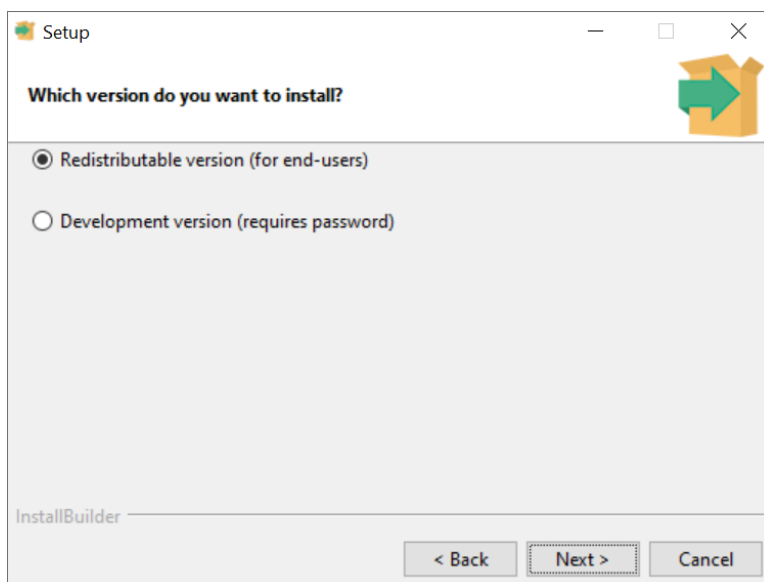 Setup
Which version do you want to install?
Redistributable version (for end-users)
Development version (requires password)
InstallBuilder
< Back
Next >
Cancel